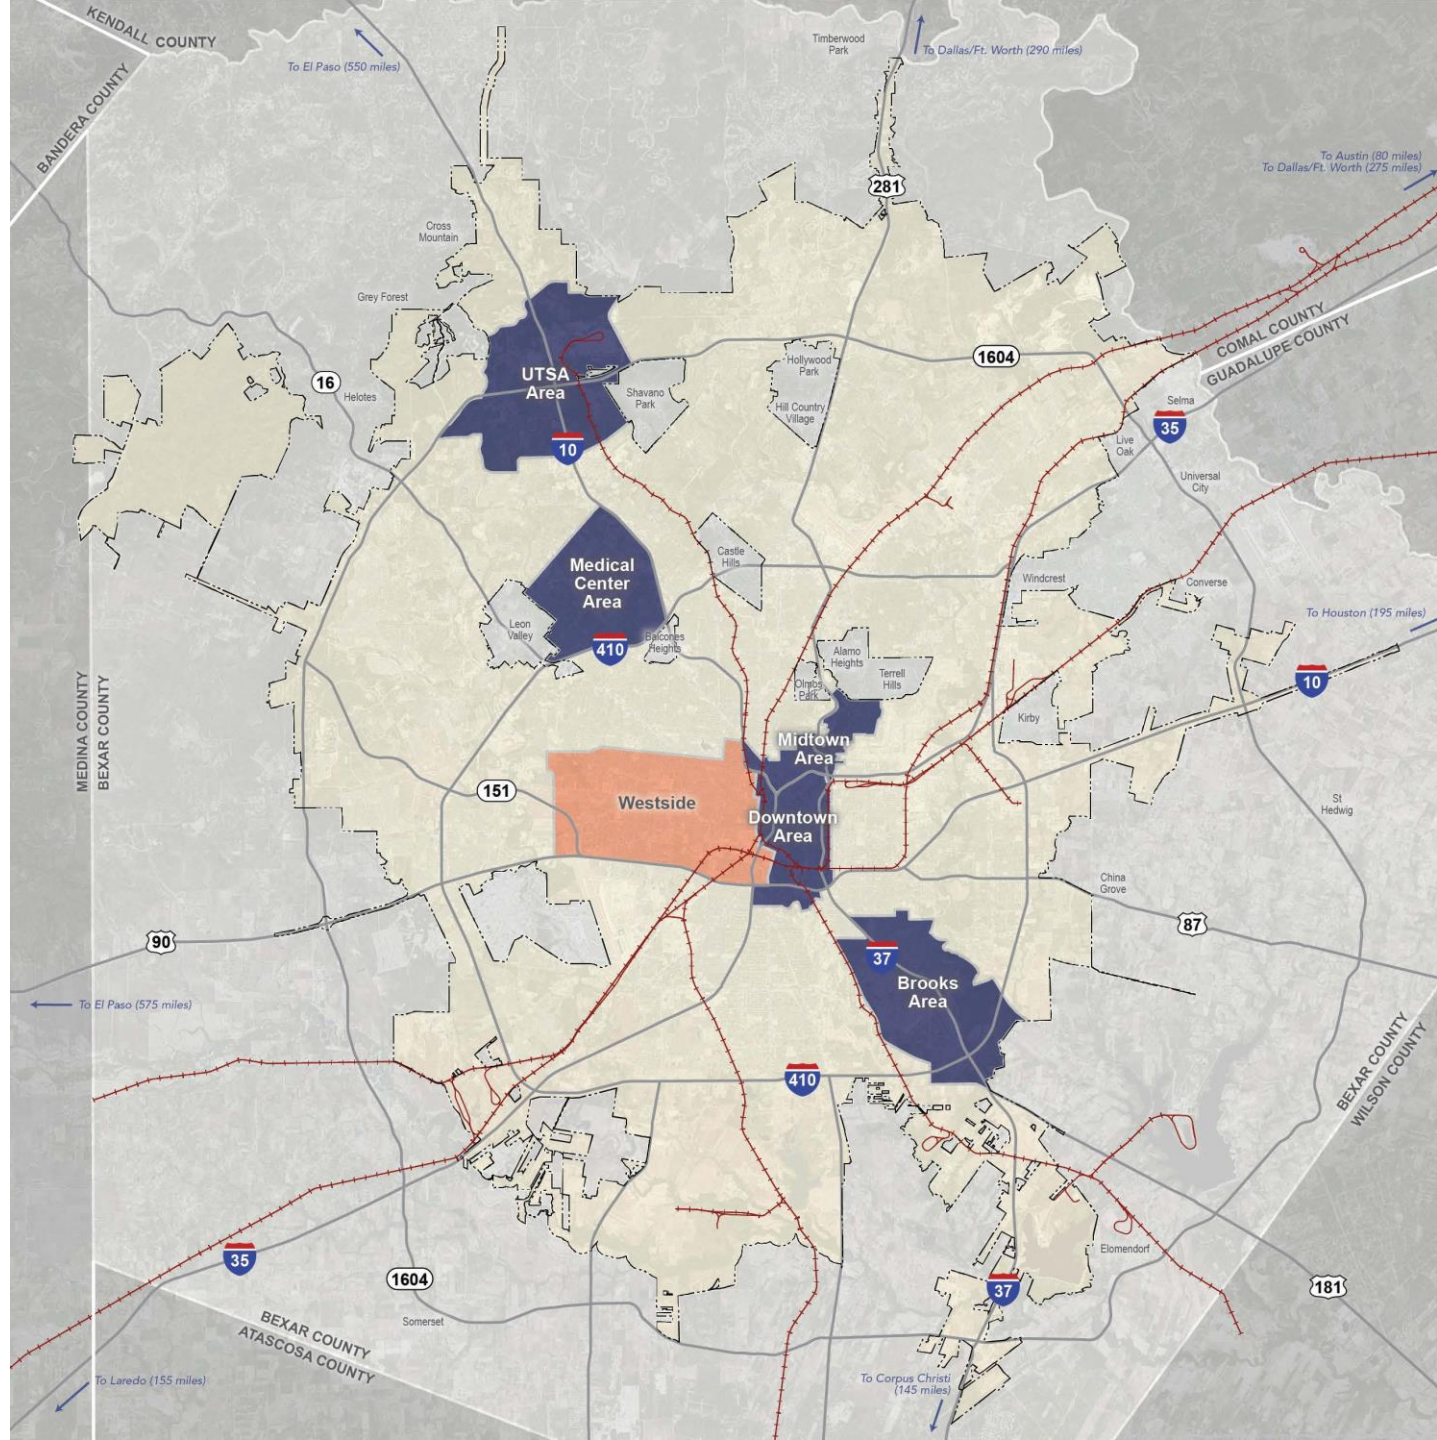 KENDALL COUNTY
BANDERA COUNTY
To El Paso (550 miles)
Timberwood
Park
To Dallas/Ft. Worth (290 miles)
To Austin (80 miles)
To Dallas/Ft. Worth (275 miles)
281
Cross
Mountain
Grey Forest
COMAL COUNTY
GUADALUPE COUNTY
1604
Hollywood
Park
16
Helotes
UTSA
Area
Shavano
Park
Hill Country
Village
Selma
35
Live
Oak
10
Universal
City
Castle
Hills
Medical
Center
Area
Windcrest
Converse
To Houston (195 miles)
Leon
Valley
410
Balcones
Heights
Alamo
Heights
Terrell
Hills
Olmos
Park
10
Kirby
MEDINA COUNTY
BEXAR COUNTY
Midtown
Area
151
Westside
Downtown
Area
St
Hedwig
China
Grove
87
90
37
Brooks
Area
To El Paso (575 miles)
410
BEXAR COUNTY
WILSON COUNTY
35
1604
Elomendorf
37
181
Somerset
BEXAR COUNTY
ATASCOSA COUNTY
To Laredo (155 miles)
To Corpus Christi
(145 miles)